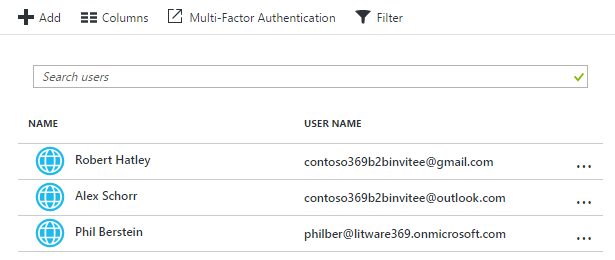 Add Columns Multi-Factor Authentication Filter
Search users
NAME USER NAME
Robert Hatley contoso369b2binvitee@gmail.com ...
Alex Schorr contoso369b2binvitee@outlook.com ...
Phil Berstein philber@litware369.onmicrosoft.com ...